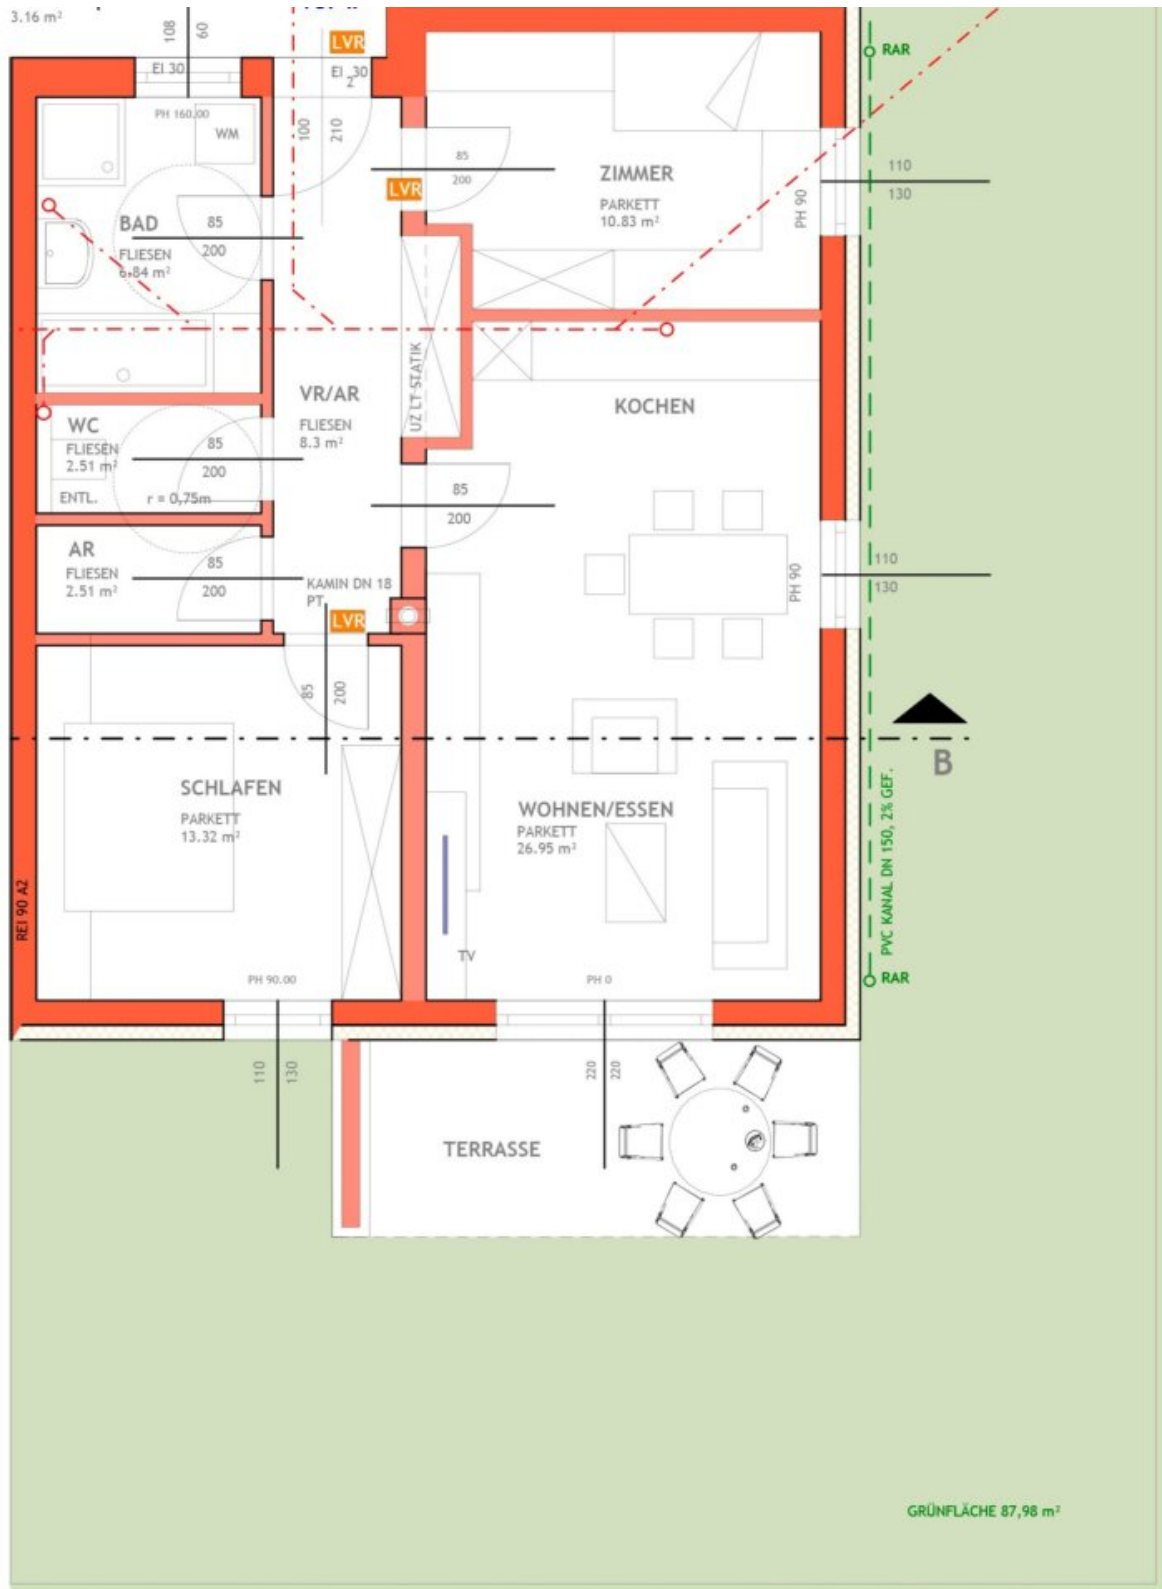 3.16 m²
108
60
LVR
EI 30
EI₂ 30
RAR
PH 160.00
WM
100
210
85
200
ZIMMER
PARKETT
10.83 m²
PH 90
110
130
LVR
BAD
FLIESEN
6.84 m²
85
200
UZ LT STATIK
VR/AR
FLIESEN
8.3 m²
KOCHEN
WC
FLIESEN
2.51 m²
ENTL.
r = 0,75m
85
200
85
200
AR
FLIESEN
2.51 m²
85
200
KAMIN DN 18
PT
LVR
PH 90
110
130
85
200
B
SCHLAFEN
PARKETT
13.32 m²
WOHNEN/ESSEN
PARKETT
26.95 m²
PVC KANAL DN 150, 2% GEF.
REI 90 A2
TV
PH 90.00
PH 0
RAR
110
130
220
220
TERRASSE
GRÜNFLÄCHE 87,98 m²